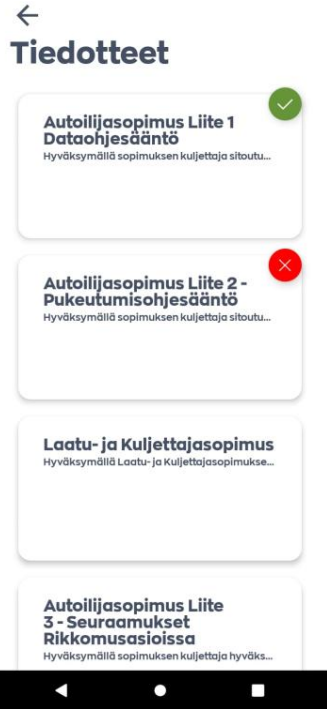 Tiedotteet
Autoilijasopimus Liite 1
Dataohjesääntö
Hyväksymällä sopimuksen kuljettaja sitoutu...
Autoilijasopimus Liite 2 -
Pukeutumisohjesääntö
Hyväksymällä sopimuksen kuljettaja sitoutu...
Laatu- ja Kuljettajasopimus
Hyväksymällä Laatu- ja Kuljettajasopimukse...
Autoilijasopimus Liite
3 - Seuraamukset
Rikkomusasioissa
Hyväksymällä sopimuksen kuljettaja hyväks...